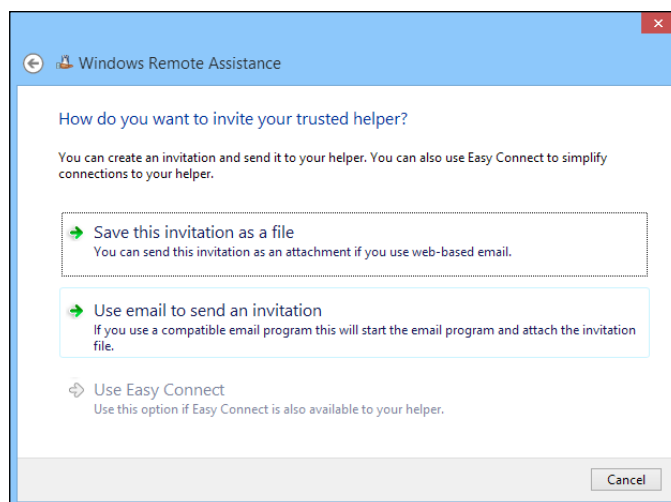 Windows Remote Assistance
How do you want to invite your trusted helper?
You can create an invitation and send it to your helper. You can also use Easy Connect to simplify
connections to your helper.
Save this invitation as a file
You can send this invitation as an attachment if you use web-based email.
Use email to send an invitation
If you use a compatible email program this will start the email program and attach the invitation
file.
Use Easy Connect
Use this option if Easy Connect is also available to your helper.
Cancel